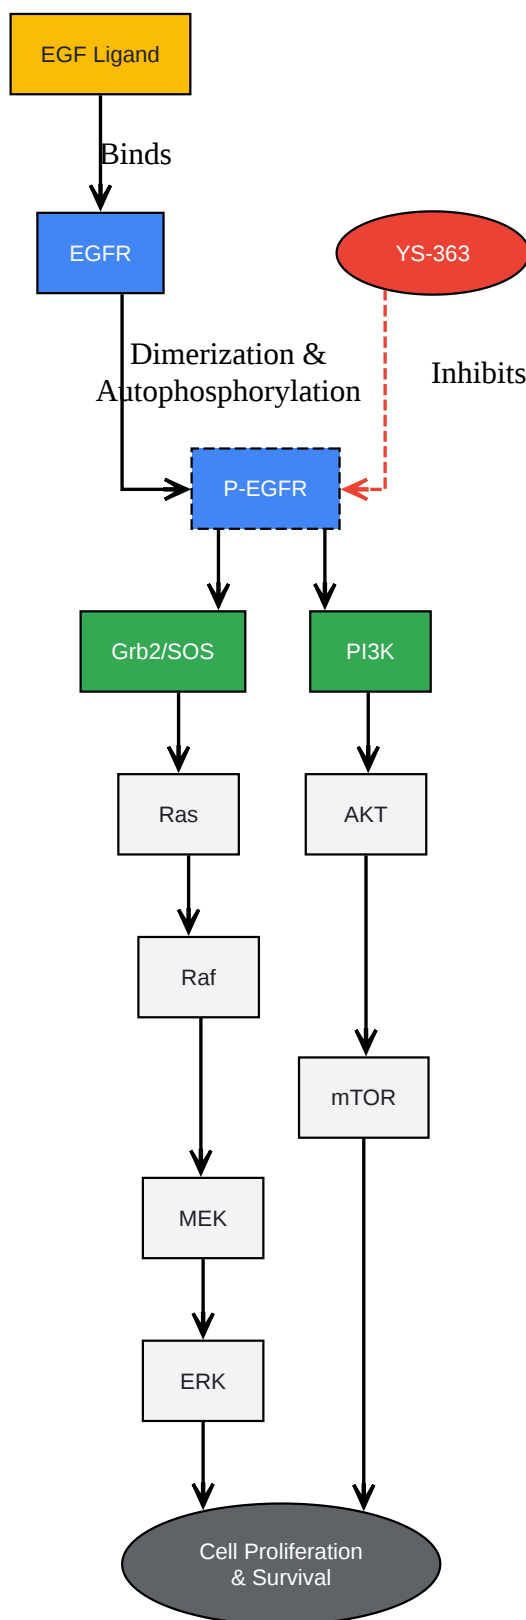 EGF Ligand
Binds
EGFR
YS-363
Dimerization &
Autophosphorylation
Inhibits
P-EGFR
Grb2/SOS
PI3K
Ras
AKT
Raf
mTOR
MEK
ERK
Cell Proliferation
& Survival